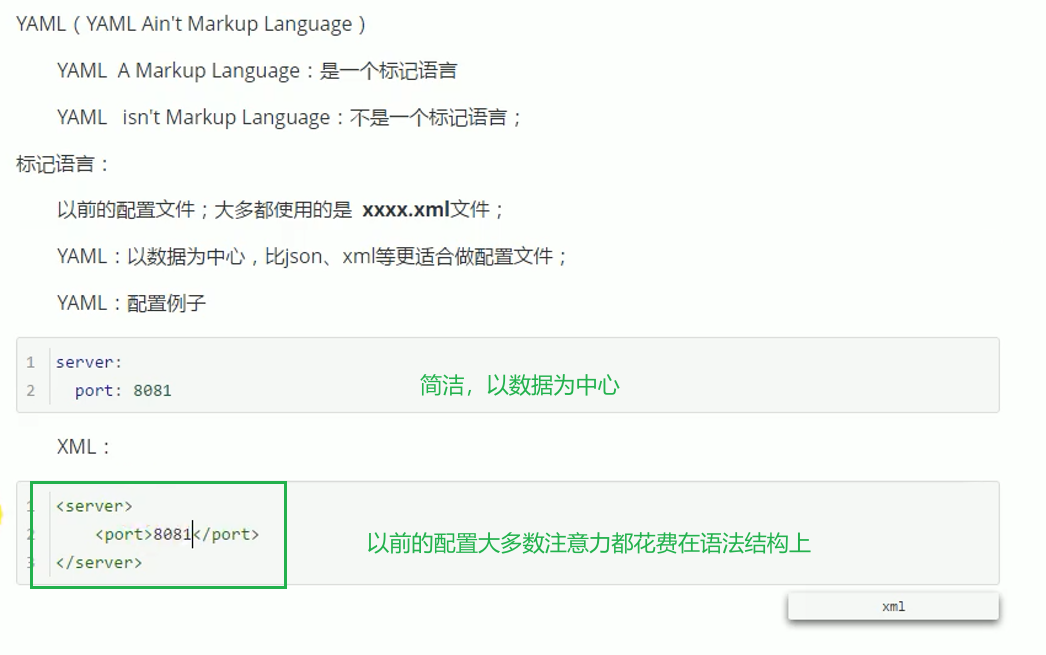 YAML（YAML Ain't Markup Language）
YAML A Markup Language：是一个标记语言
YAML isn't Markup Language：不是一个标记语言；
标记语言：
以前的配置文件；大多都使用的是 xxxx.xml文件；
YAML：以数据为中心，比json、xml等更适合做配置文件；
YAML：配置例子
1 server:
2   port: 8081
简洁，以数据为中心
XML：
1 <server>
2     <port>8081</port>
3 </server>
以前的配置大多数注意力都花费在语法结构上
xml